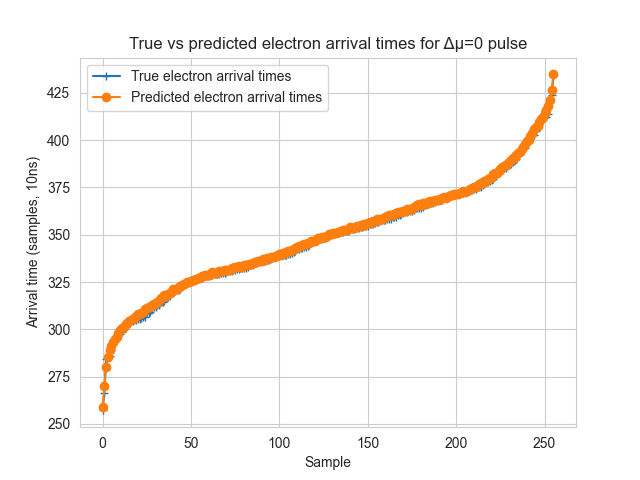 True vs predicted electron arrival times for Δμ=0 pulse
True electron arrival times
Predicted electron arrival times
425
400
375
350
325
300
275
250
Arrival time (samples, 10ns)
0 50 100 150 200 250
Sample